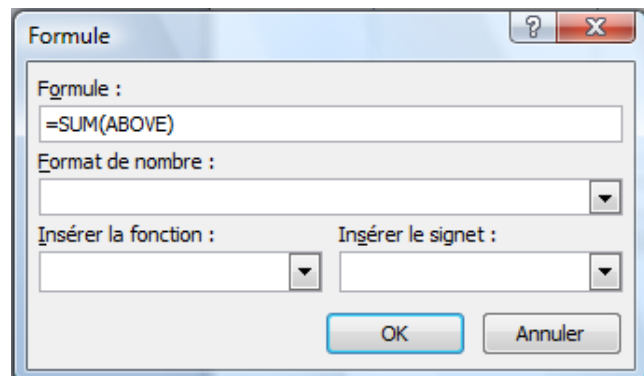 Formule
Formule :
=SUM(ABOVE)
Format de nombre :
Insérer la fonction :
Insérer le signet :
OK
Annuler